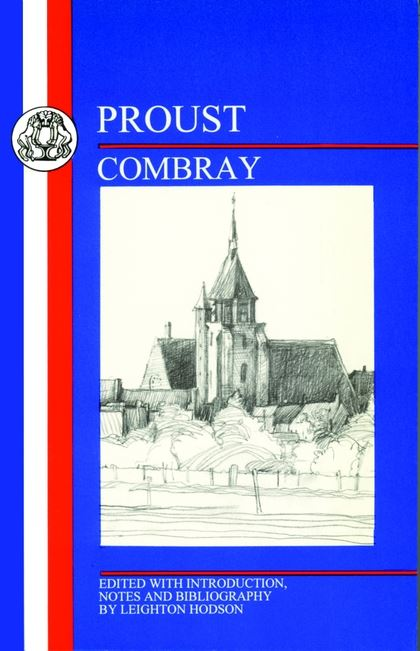 PROUST
COMBRAY
EDITED WITH INTRODUCTION,
NOTES AND BIBLIOGRAPHY
BY LEIGHTON HODSON